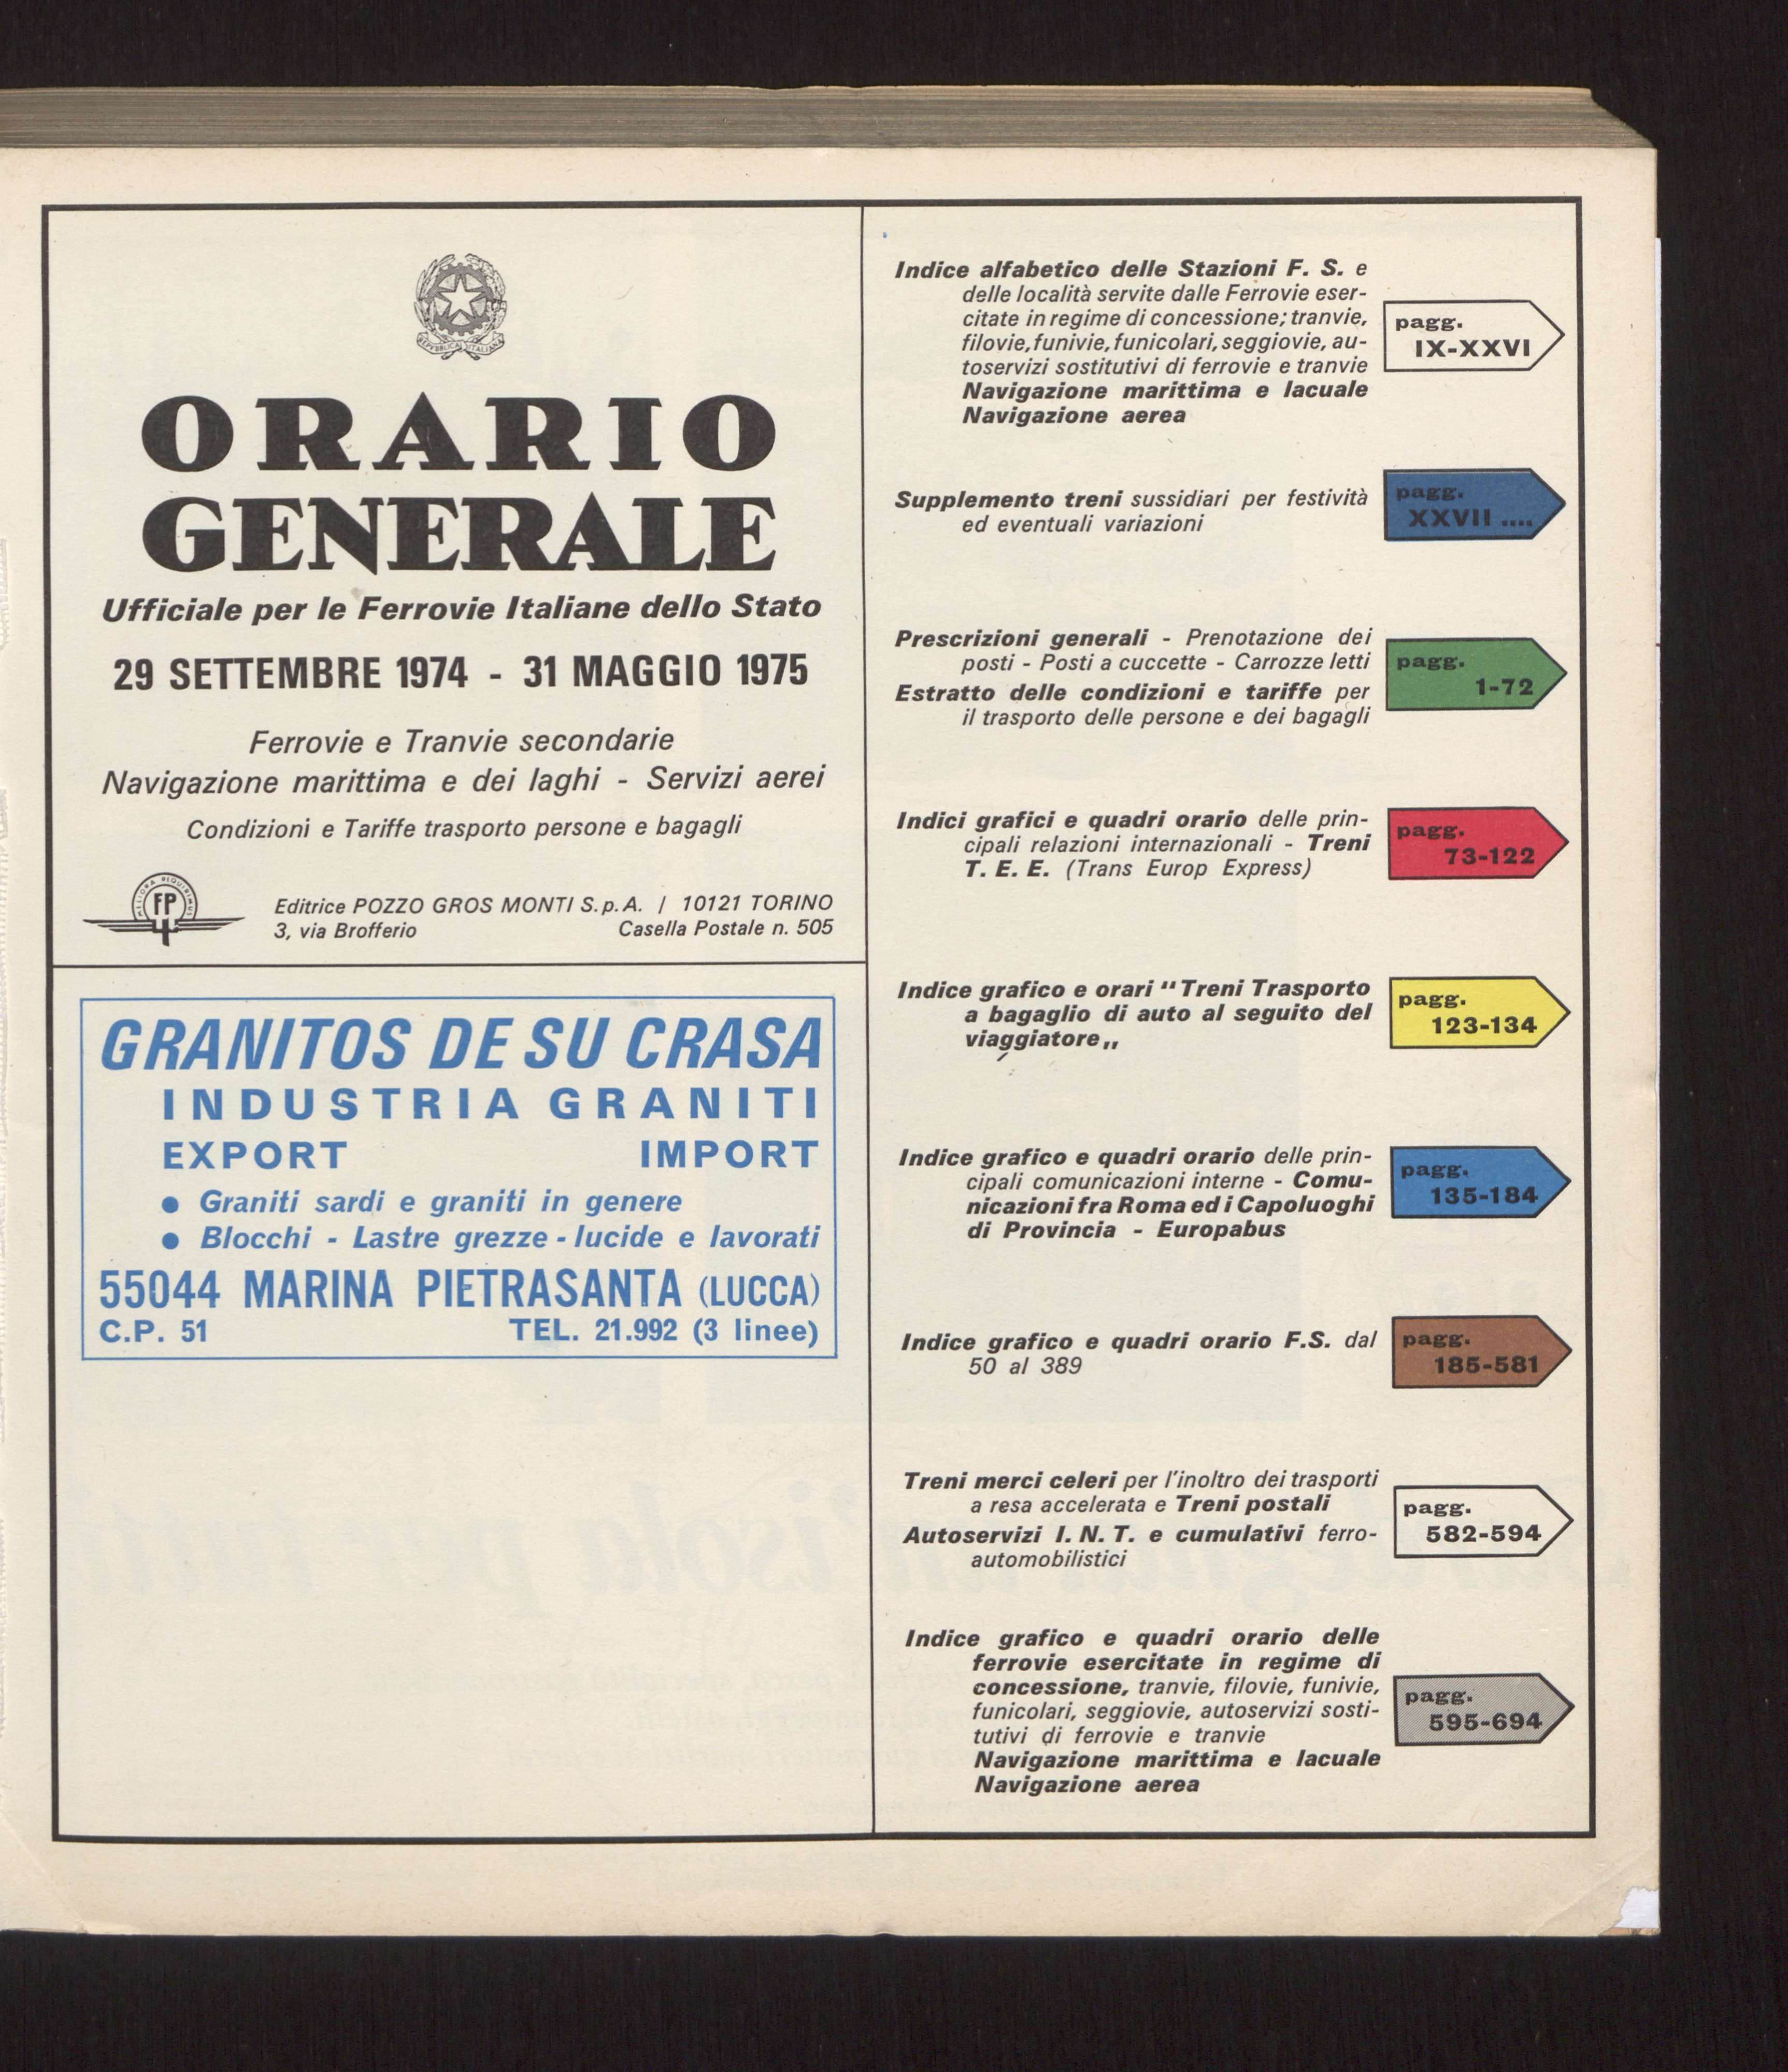 REPVBBLICA ITALIANA
ORARIO
GENERALE
Ufficiale per le Ferrovie Italiane dello Stato
29 SETTEMBRE 1974 - 31 MAGGIO 1975
Ferrovie e Tranvie secondarie
Navigazione marittima e dei laghi - Servizi aerei
Condizioni e Tariffe trasporto persone e bagagli
FP
Editrice POZZO GROS MONTI S.p.A. / 10121 TORINO
3, via Brofferio Casella Postale n. 505
GRANITOS DE SU CRASA
INDUSTRIA GRANITI
EXPORT IMPORT
● Graniti sardi e graniti in genere
● Blocchi - Lastre grezze - lucide e lavorati
55044 MARINA PIETRASANTA (LUCCA)
C.P. 51 TEL. 21.992 (3 linee)
Indice alfabetico delle Stazioni F. S. e
delle località servite dalle Ferrovie eser-
citate in regime di concessione; tranvie,
filovie, funivie, funicolari, seggiovie, au-
toservizi sostitutivi di ferrovie e tranvie
Navigazione marittima e lacuale
Navigazione aerea
pagg.
IX-XXVI
Supplemento treni sussidiari per festività
ed eventuali variazioni
pagg.
XXVII ....
Prescrizioni generali - Prenotazione dei
posti - Posti a cuccette - Carrozze letti
Estratto delle condizioni e tariffe per
il trasporto delle persone e dei bagagli
pagg.
1-72
Indici grafici e quadri orario delle prin-
cipali relazioni internazionali - Treni
T. E. E. (Trans Europ Express)
pagg.
73-122
Indice grafico e orari "Treni Trasporto
a bagaglio di auto al seguito del
viaggiatore„
pagg.
123-134
Indice grafico e quadri orario delle prin-
cipali comunicazioni interne - Comu-
nicazioni fra Roma ed i Capoluoghi
di Provincia - Europabus
pagg.
135-184
Indice grafico e quadri orario F.S. dal
50 al 389
pagg.
185-581
Treni merci celeri per l'inoltro dei trasporti
a resa accelerata e Treni postali
Autoservizi I. N. T. e cumulativi ferro-
automobilistici
pagg.
582-594
Indice grafico e quadri orario delle
ferrovie esercitate in regime di
concessione, tranvie, filovie, funivie,
funicolari, seggiovie, autoservizi sosti-
tutivi di ferrovie e tranvie
Navigazione marittima e lacuale
Navigazione aerea
pagg.
595-694